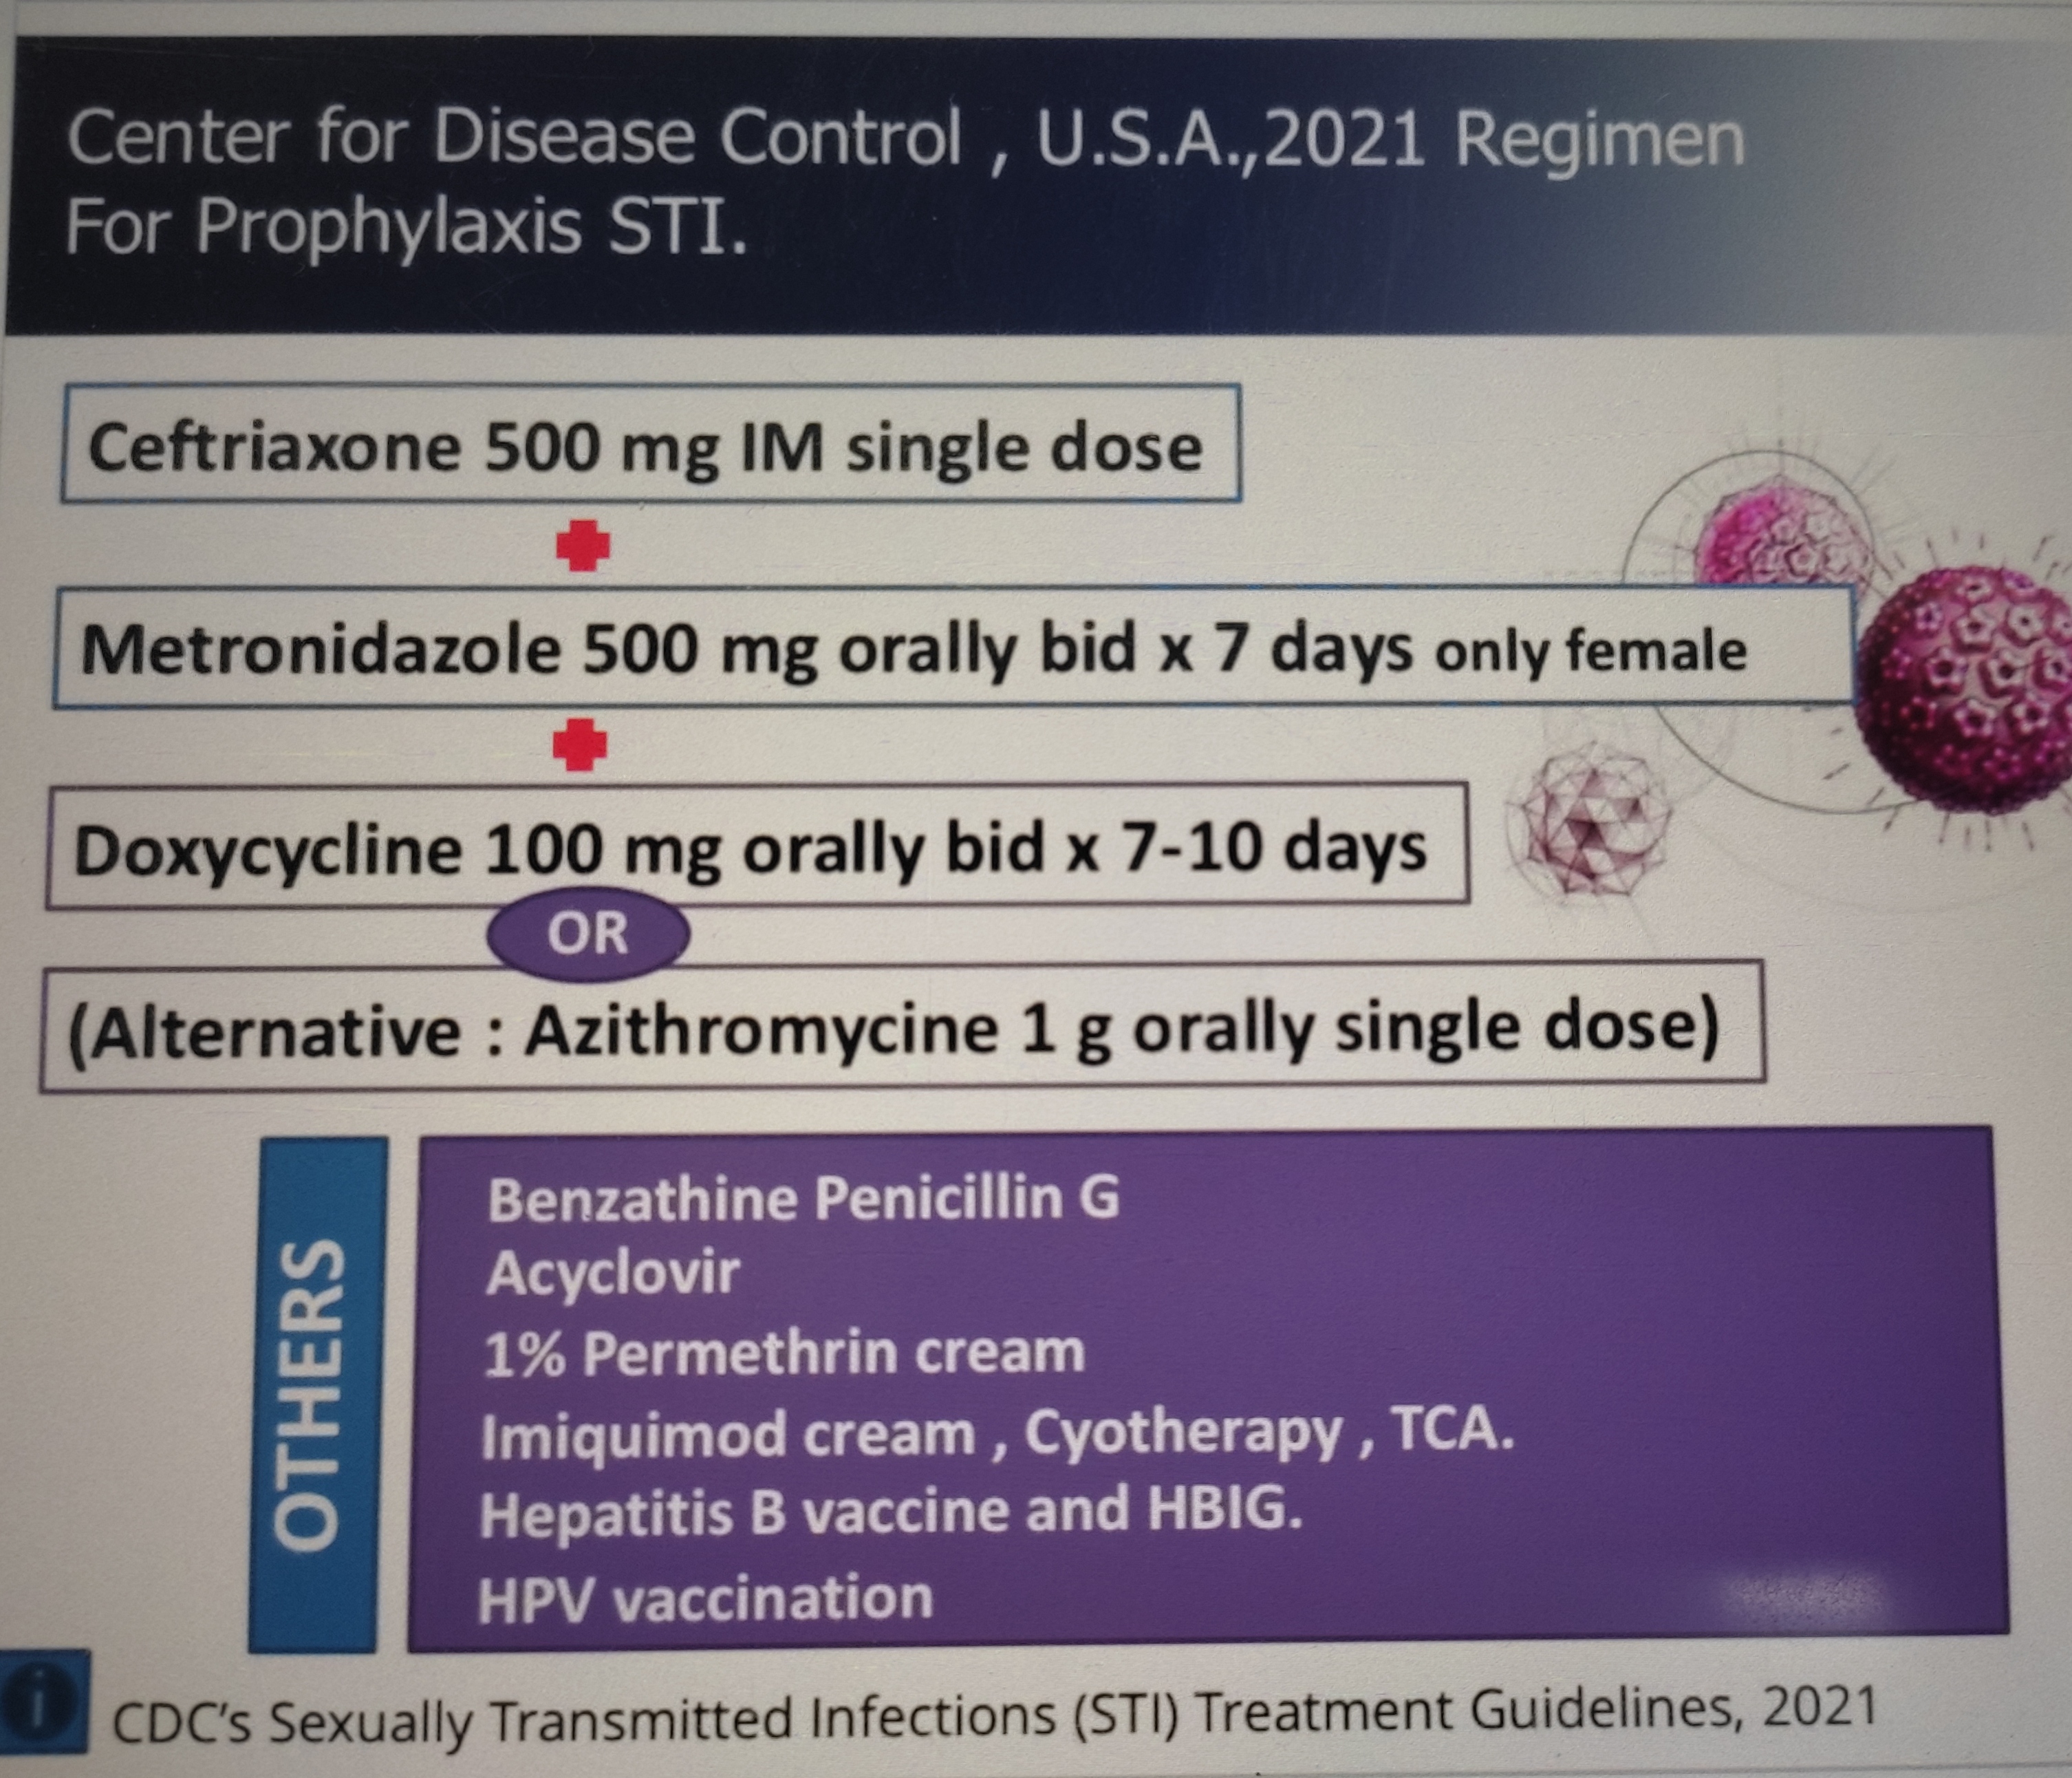 Center for Disease Control , U.S.A.,2021 Regimen
For Prophylaxis STI.
Ceftriaxone 500 mg IM single dose
Metronidazole 500 mg orally bid x 7 days only female
Doxycycline 100 mg orally bid x 7-10 days
OR
(Alternative : Azithromycine 1 g orally single dose)
OTHERS
Benzathine Penicillin G
Acyclovir
1% Permethrin cream
Imiquimod cream , Cyotherapy , TCA.
Hepatitis B vaccine and HBIG.
HPV vaccination
i
CDC's Sexually Transmitted Infections (STI) Treatment Guidelines, 2021